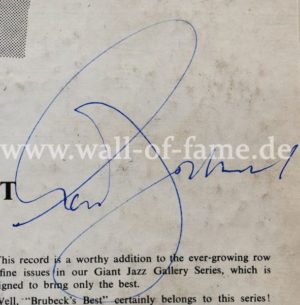 www.wall-of-fame.de
T
This record is a worthy addition to the ever-growing row
fine issues in our Giant Jazz Gallery Series, which is
igned to bring only the best.
Well, "Brubeck's Best" certainly belongs to this series!